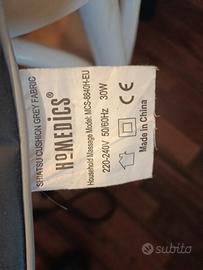 SHIATSU CUSHION GREY FABRIC
HOMEDICS®
Household Massage Model: MCS-8840H-EU
220-240V 50/60Hz 30W
CE
Made in China
subito